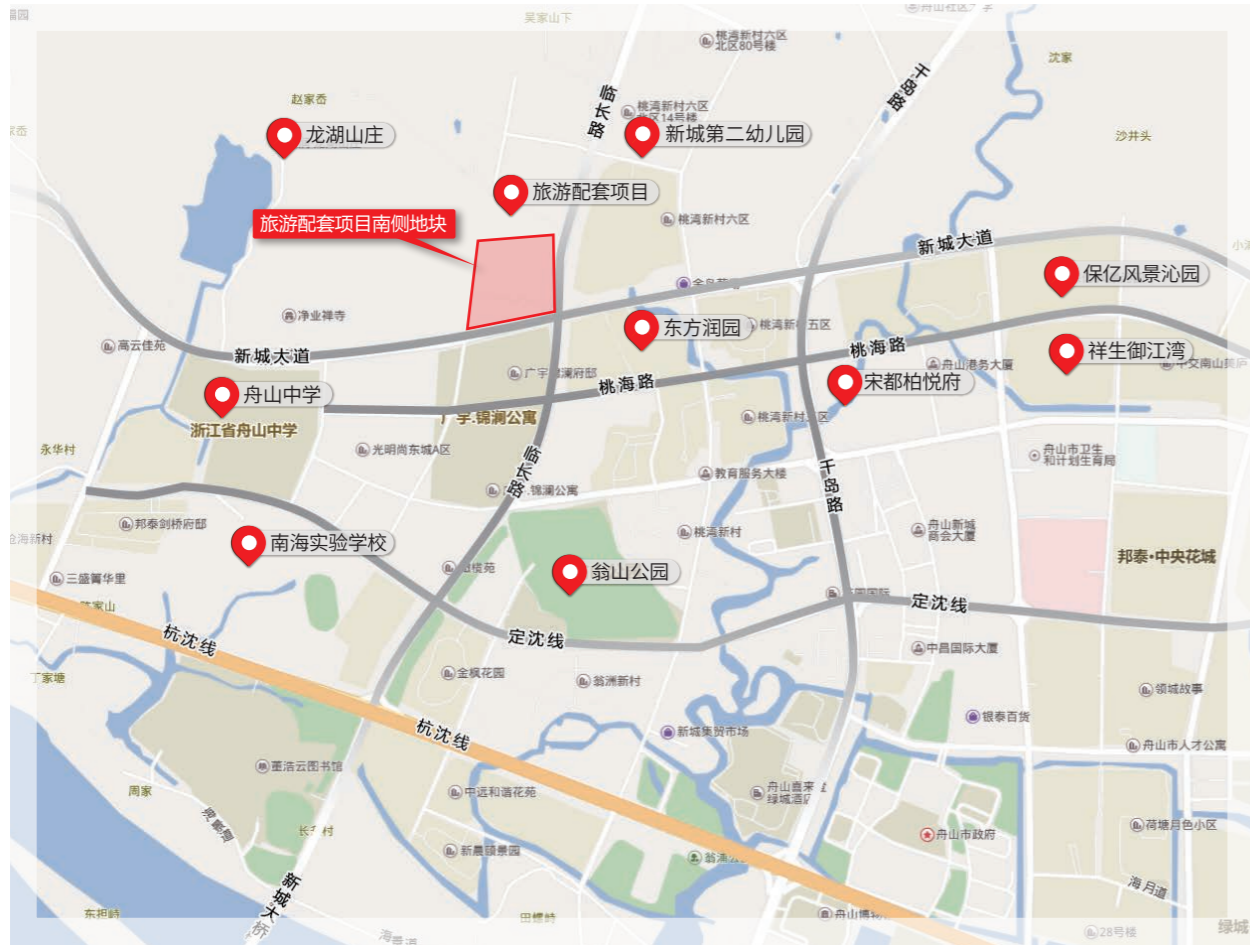 吴家山下
桃湾新村六区
北区80号楼
沈家
干岛路
赵家岙
临长路
桃湾新村六区
北区14号楼
龙湖山庄
新城第二幼儿园
沙井头
旅游配套项目
旅游配套项目南侧地块
桃湾新村六区
新城大道
保亿风景沁园
净业禅寺
东方润园
桃湾新村五区
高云佳苑
新城大道
桃海路
祥生御江湾
舟山港务大厦
广宇锦澜府邸
桃海路
宋都柏悦府
舟山中学
浙江省舟山中学
广宇.锦澜公寓
永华村
光明尚东城A区
舟山市卫生
和计划生育局
临长路
教育服务大楼
干岛路
锦澜公寓
邦泰剑桥府邸
桃湾新村
舟山新城
商会大厦
南海实验学校
邦泰·中央花城
翁山公园
三盛篝华里
定沈线
定沈线
杭沈线
中昌国际大厦
金枫花园
翁洲新村
领城故事
银泰百货
杭沈线
新城集贸市场
舟山市人才公寓
董浩云图书馆
周家
中远和谐花苑
舟山喜来
绿城酒店
荷塘月色小区
舟山市政府
新晨颐景园
新城大桥
海月道
东担峙
田螺峙
28号楼
绿城